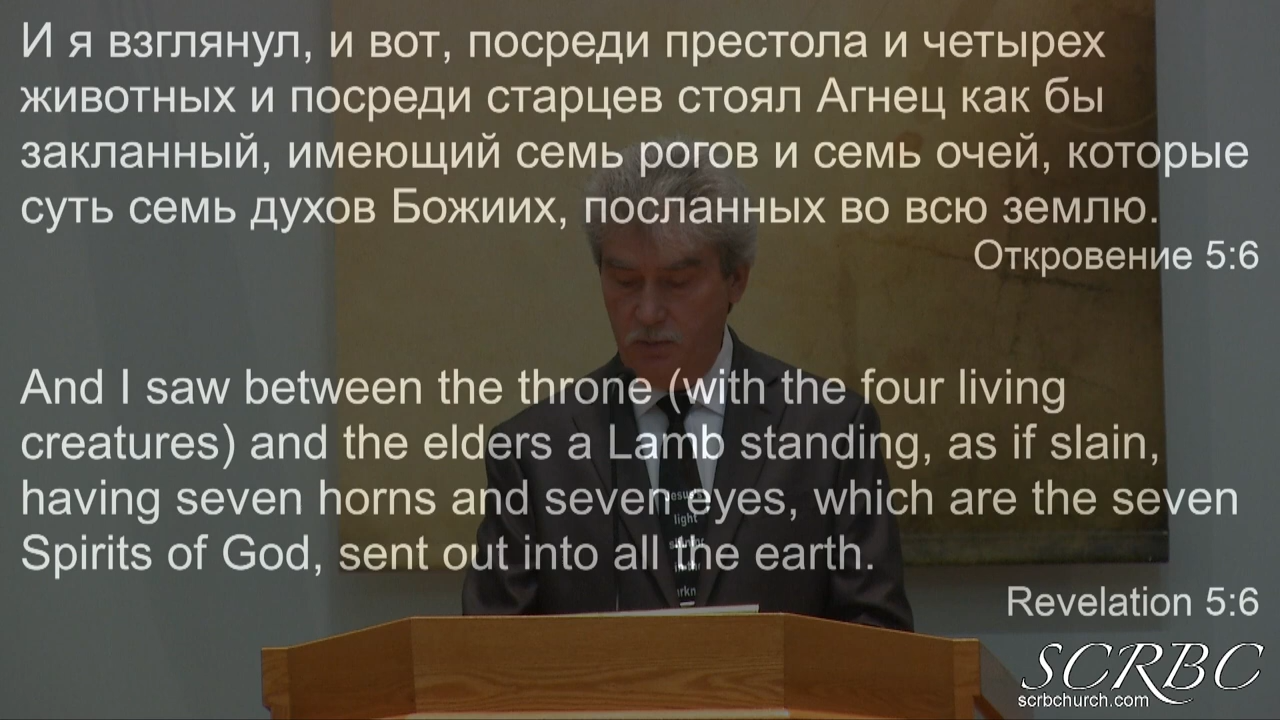 И я взглянул, и вот, посреди престола и четырех
животных и посреди старцев стоял Агнец как бы
закланный, имеющий семь рогов и семь очей, которые
суть семь духов Божиих, посланных во всю землю.
Откровение 5:6
And I saw between the throne (with the four living
creatures) and the elders a Lamb standing, as if slain,
having seven horns and seven eyes, which are the seven
Spirits of God, sent out into all the earth.
Revelation 5:6
light
SCRBC
scrbchurch.com